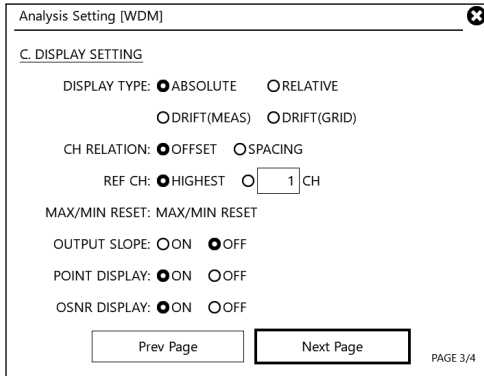 Analysis Setting [WDM]
C. DISPLAY SETTING
DISPLAY TYPE: ABSOLUTE RELATIVE
DRIFT(MEAS) DRIFT(GRID)
CH RELATION: OFFSET SPACING
REF CH: HIGHEST 1 CH
MAX/MIN RESET: MAX/MIN RESET
OUTPUT SLOPE: ON OFF
POINT DISPLAY: ON OFF
OSNR DISPLAY: ON OFF
Prev Page Next Page
PAGE 3/4